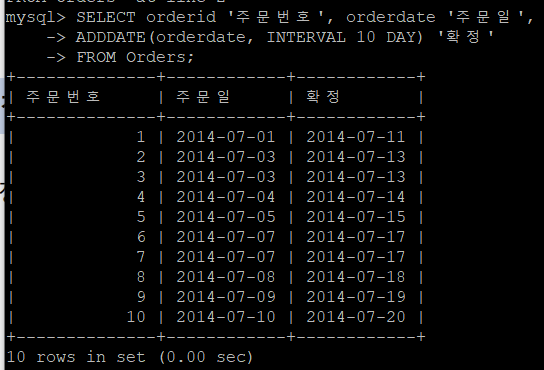 mysql> SELECT orderid '주문번호', orderdate '주문일',
    -> ADDDATE(orderdate, INTERVAL 10 DAY) '확정'
    -> FROM Orders;
+--------------+------------+------------+
| 주문번호 | 주문일 | 확정 |
+--------------+------------+------------+
| 1 | 2014-07-01 | 2014-07-11 |
| 2 | 2014-07-03 | 2014-07-13 |
| 3 | 2014-07-03 | 2014-07-13 |
| 4 | 2014-07-04 | 2014-07-14 |
| 5 | 2014-07-05 | 2014-07-15 |
| 6 | 2014-07-07 | 2014-07-17 |
| 7 | 2014-07-07 | 2014-07-17 |
| 8 | 2014-07-08 | 2014-07-18 |
| 9 | 2014-07-09 | 2014-07-19 |
| 10 | 2014-07-10 | 2014-07-20 |
+--------------+------------+------------+
10 rows in set (0.00 sec)